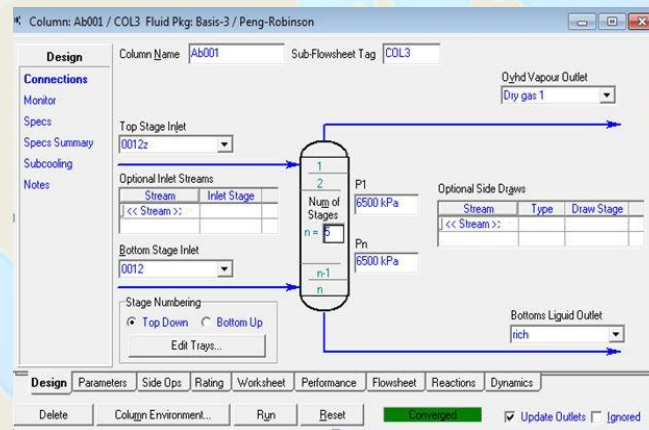 Column: Ab001 / COL3 Fluid Pkg: Basis-3 / Peng-Robinson
Design
Connections
Monitor
Specs
Specs Summary
Subcooling
Notes
Column Name Ab001
Sub-Flowsheet Tag COL3
Ovhd Vapour Outlet
Dry gas 1
Top Stage Inlet
0012z
Optional Inlet Streams
Stream Inlet Stage
<< Stream >>
Bottom Stage Inlet
0012
Stage Numbering
Top Down Bottom Up
Edit Trays...
1
2
Num of
Stages
n = 5
n-1
n
P1
6500 kPa
Pn
6500 kPa
Optional Side Draws
Stream Type Draw Stage
<< Stream >>
Bottoms Liquid Outlet
rich
Design Parameters Side Ops Rating Worksheet Performance Flowsheet Reactions Dynamics
Delete Column Environment... Run Reset Converged Update Outlets Ignored